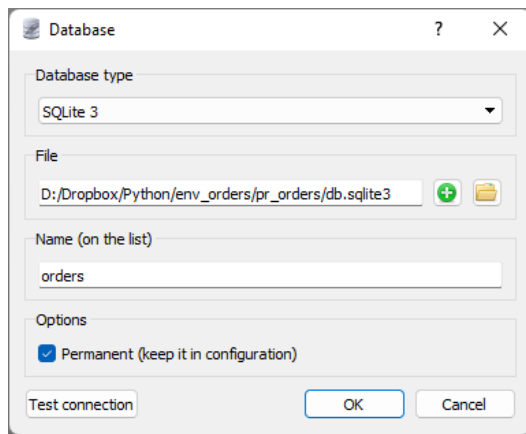 Database
?
Database type
SQLite 3
File
D:/Dropbox/Python/env_orders/pr_orders/db.sqlite3
Name (on the list)
orders
Options
Permanent (keep it in configuration)
Test connection
OK
Cancel